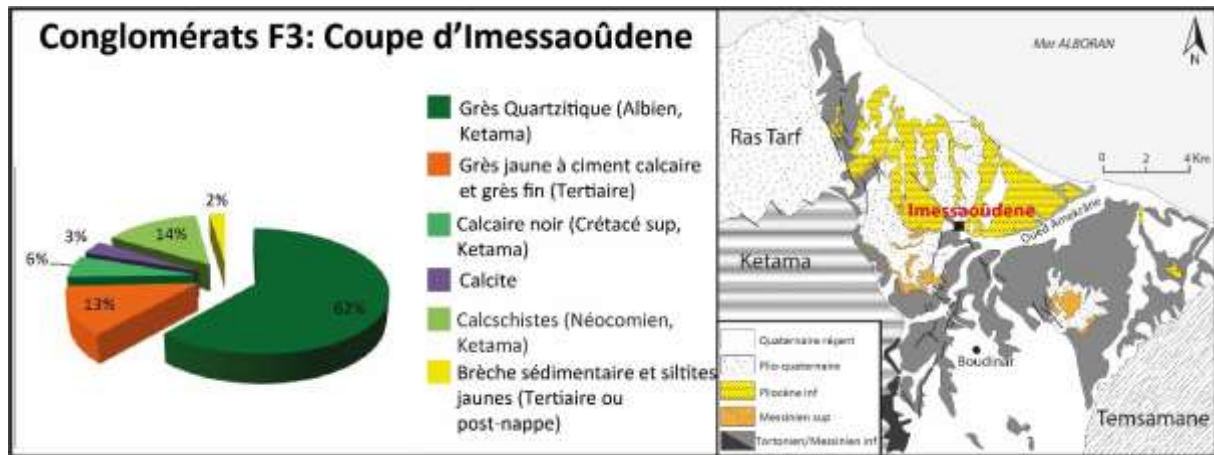 Conglomérats F3: Coupe d'Imessaoûdene
Grès Quartzitique (Albien,
Ketama)
Grès jaune à ciment calcaire
et grès fin (Tertiaire)
Calcaire noir (Crétacé sup,
Ketama)
Calcite
Calcschistes (Néocomien,
Ketama)
Brèche sédimentaire et siltites
jaunes (Tertiaire ou
post-nappe)
2%
14%
3%
6%
13%
62%
Mer ALBORAN
N
Ras Tarf
0 2 4 Km
Imessaoûdene
Oued Amekrâne
Ketama
Boudinar
Temsamane
Quaternaire récent
Plio-quaternaire
Pliocène inf
Messinien sup
Tortonien/Messinien inf